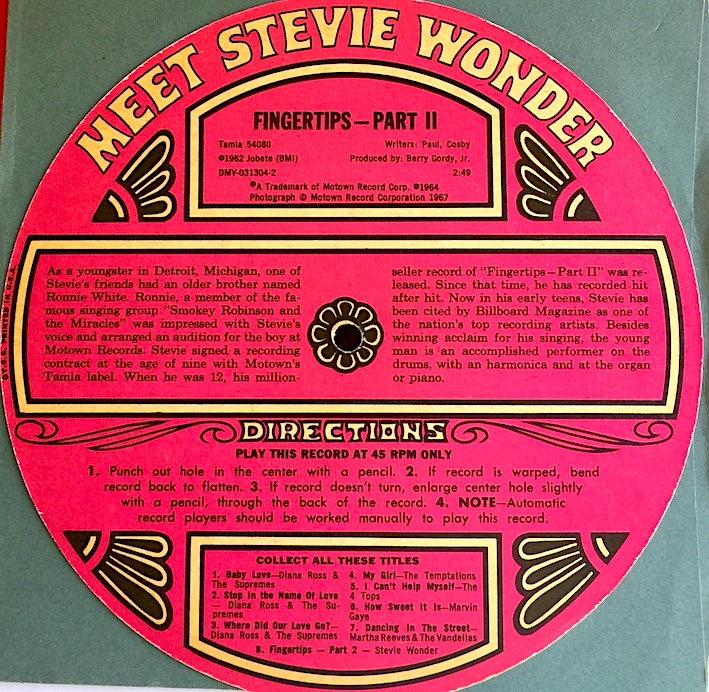 MEET STEVIE WONDER
FINGERTIPS—PART II
Tamla 54080 Writers: Paul, Cosby
©1962 Jobete (BMI) Produced by: Berry Gordy, Jr.
DMV-031304-2 2:49
®A Trademark of Motown Record Corp. ®1964
Photograph © Motown Record Corporation 1967
As a youngster in Detroit, Michigan, one of
Stevie's friends had an older brother named
Ronnie White. Ronnie, a member of the fa-
mous singing group "Smokey Robinson and
the Miracles" was impressed with Stevie's
voice and arranged an audition for the boy at
Motown Records. Stevie signed a recording
contract at the age of nine with Motown's
Tamla label. When he was 12, his million-
seller record of "Fingertips—Part II" was re-
leased. Since that time, he has recorded hit
after hit. Now in his early teens, Stevie has
been cited by Billboard Magazine as one of
the nation's top recording artists. Besides
winning acclaim for his singing, the young
man is an accomplished performer on the
drums, with an harmonica and at the organ
or piano.
PRINTED IN U.S.A.
DIRECTIONS
PLAY THIS RECORD AT 45 RPM ONLY
1. Punch out hole in the center with a pencil. 2. If record is warped, bend
record back to flatten. 3. If record doesn't turn, enlarge center hole slightly
with a pencil, through the back of the record. 4. NOTE—Automatic
record players should be worked manually to play this record.
COLLECT ALL THESE TITLES
1. Baby Love—Diana Ross &
The Supremes
2. Stop in the Name Of Love
— Diana Ross & The Su-
premes
3. Where Did Our Love Go?—
Diana Ross & The Supremes
4. My Girl—The Temptations
5. I Can't Help Myself—The
4 Tops
6. How Sweet It Is—Marvin
Gaye
7. Dancing In The Street—
Martha Reeves & The Vandellas
8. Fingertips - Part 2 - Stevie Wonder